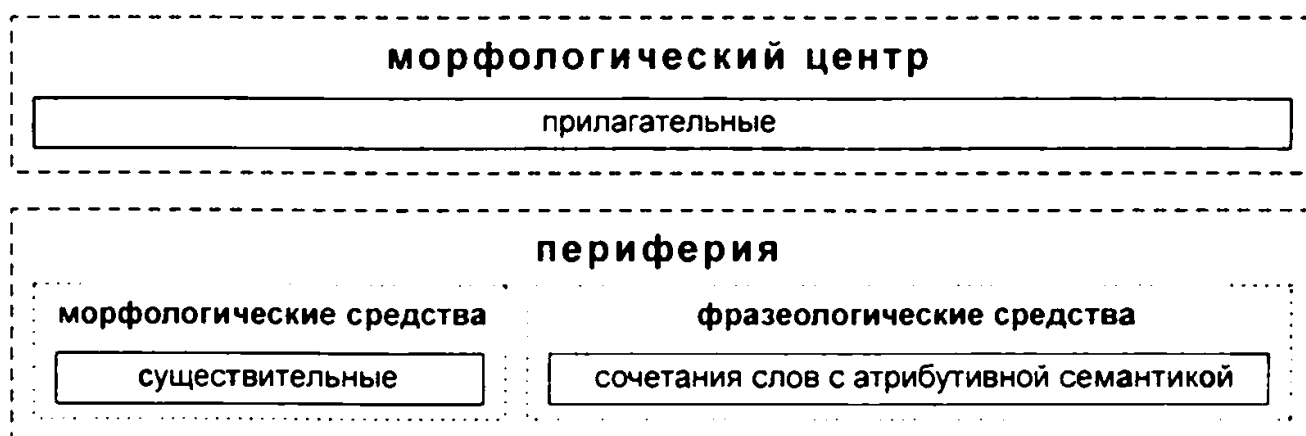 морфологический центр
прилагательные
периферия
морфологические средства
фразеологические средства
существительные
сочетания слов с атрибутивной семантикой